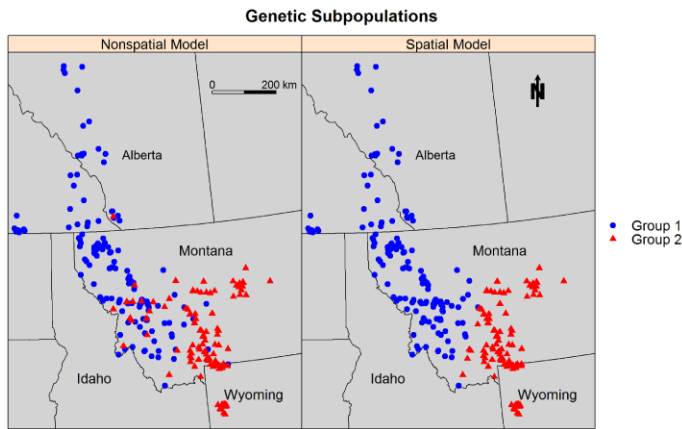 Genetic Subpopulations
Nonspatial Model
Spatial Model
0 200 km
N
Alberta
Alberta
Group 1
Group 2
Montana
Montana
Idaho
Wyoming
Idaho
Wyoming